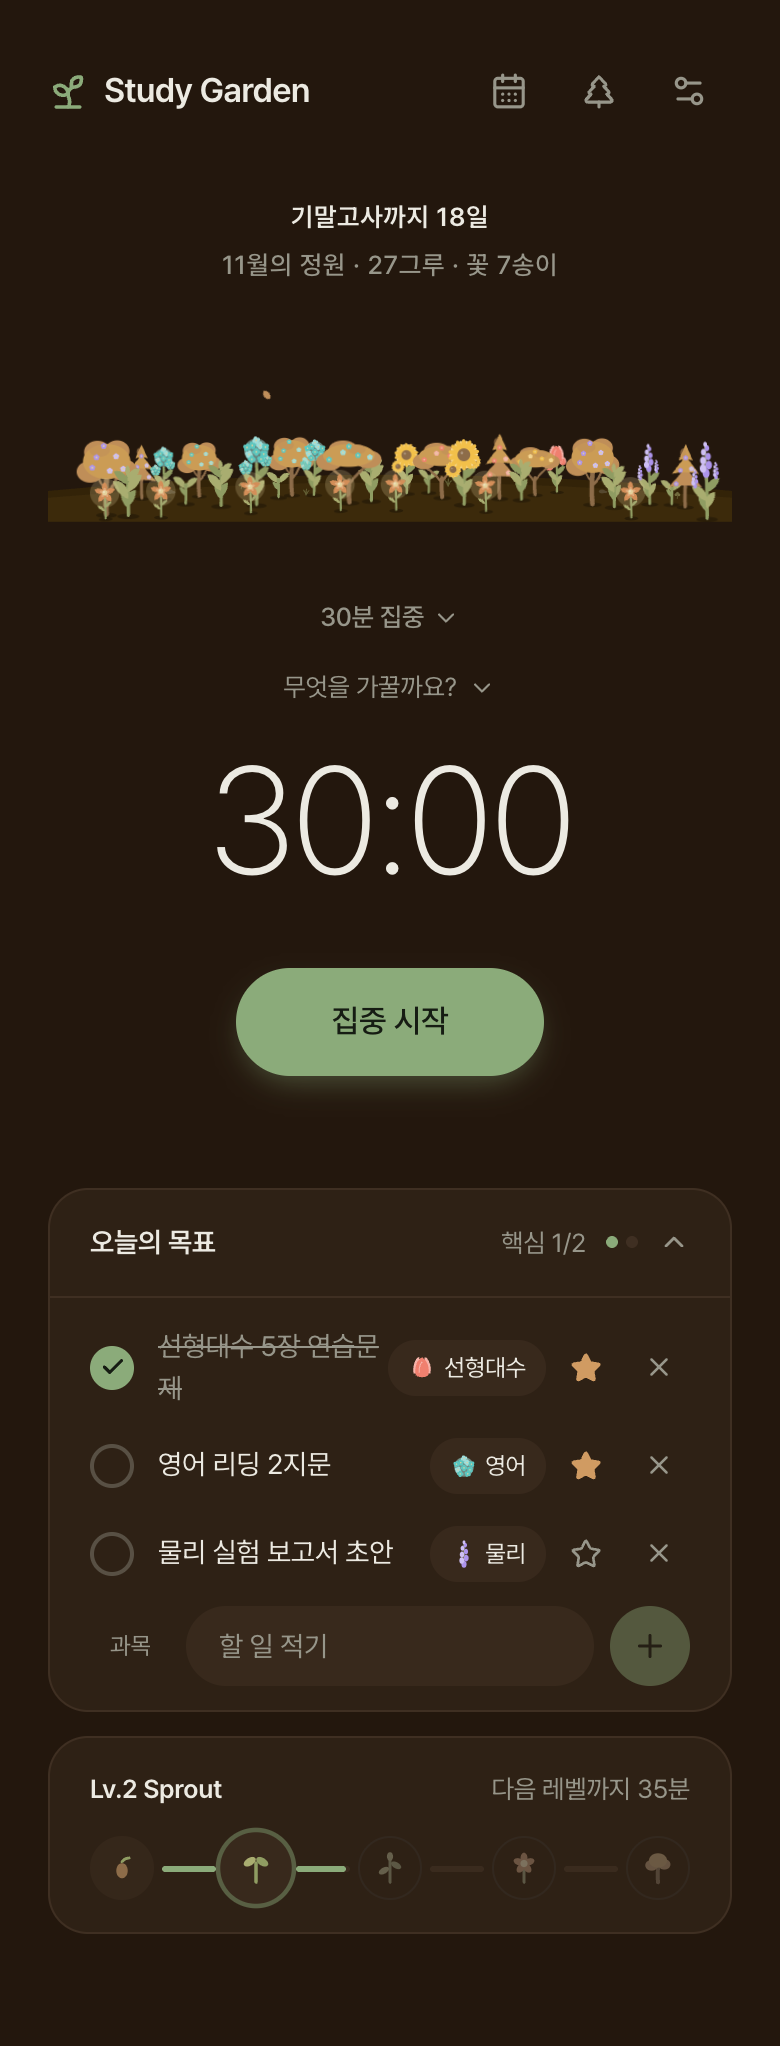 Study Garden
기말고사까지 18일
11월의 정원 · 27그루 · 꽃 7송이
30분 집중
무엇을 가꿀까요?
30:00
집중 시작
오늘의 목표 핵심 1/2
선형대수 5장 연습문
제 선형대수
영어 리딩 2지문 영어
물리 실험 보고서 초안 물리
과목 할 일 적기
Lv.2 Sprout 다음 레벨까지 35분